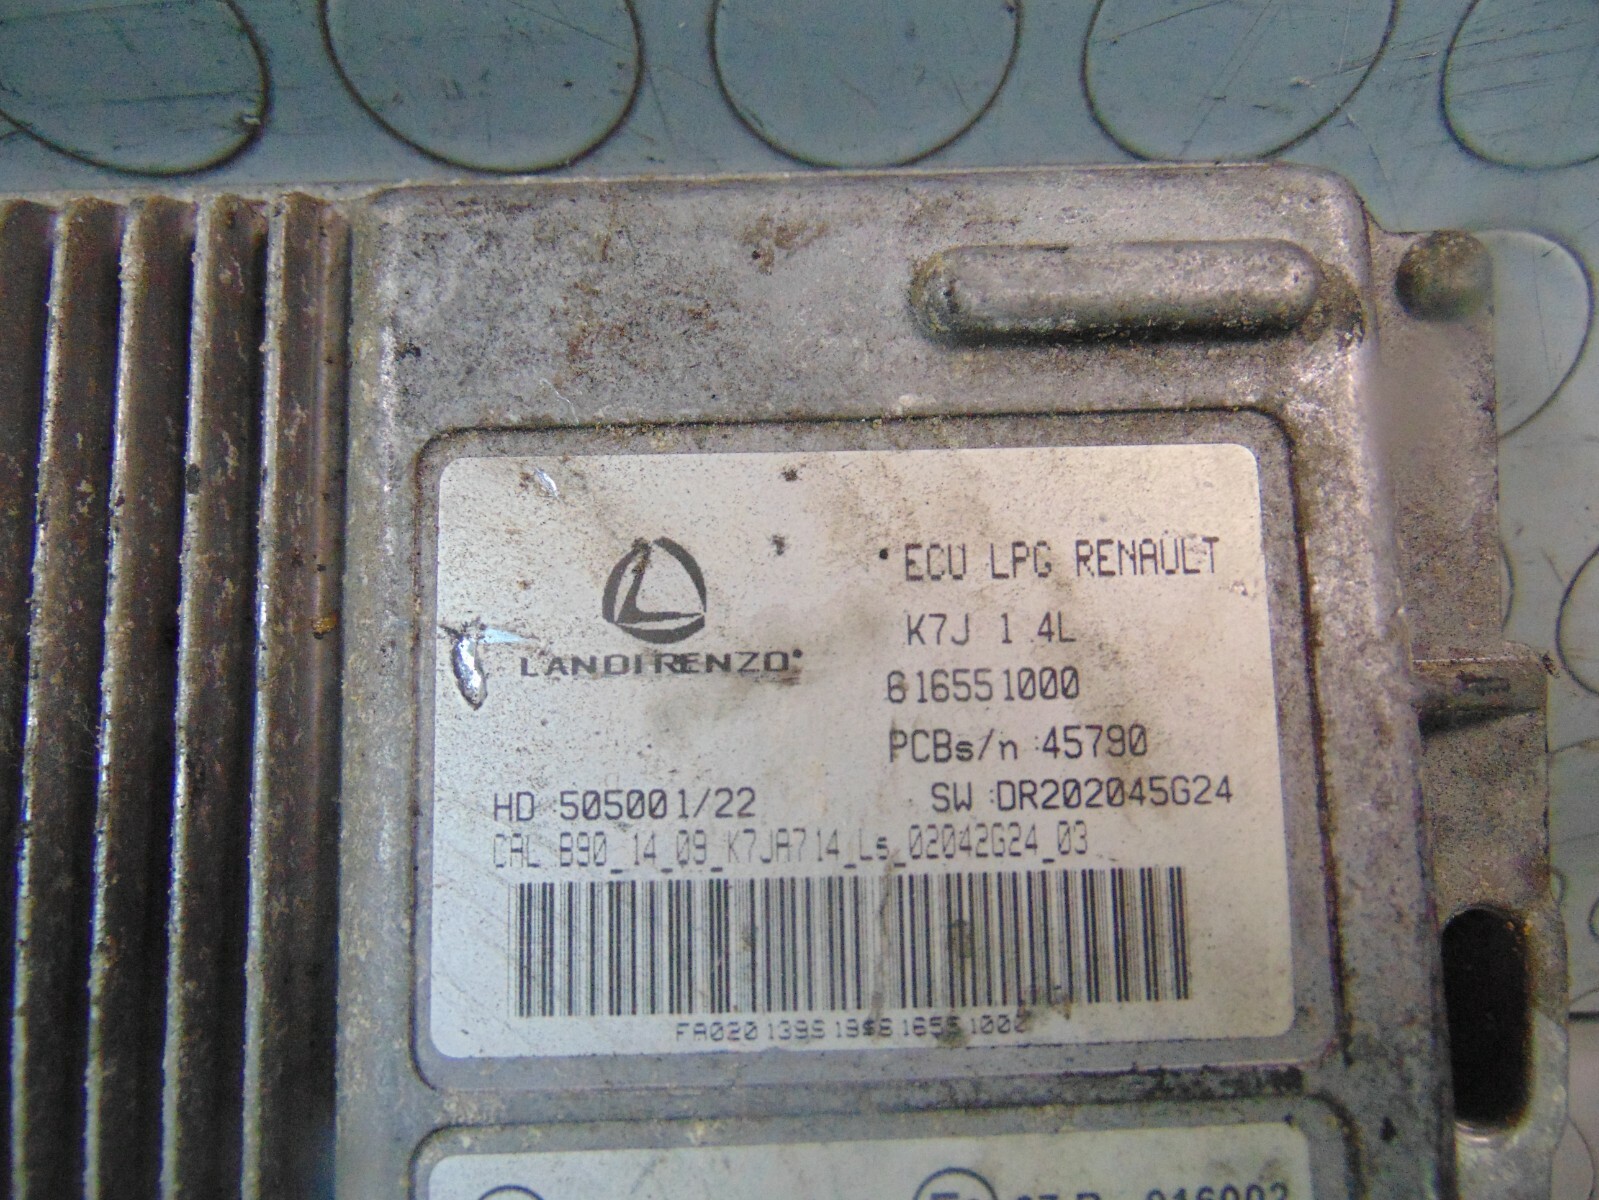 ECU LPG RENAULT
K7J 1.4L
LANDIRENZO
616551000
PCBs/n :45790
HD 505001/22
SW :DR202045G24
CAL B90_14_09_K7JA714_Ls_02042G24_03